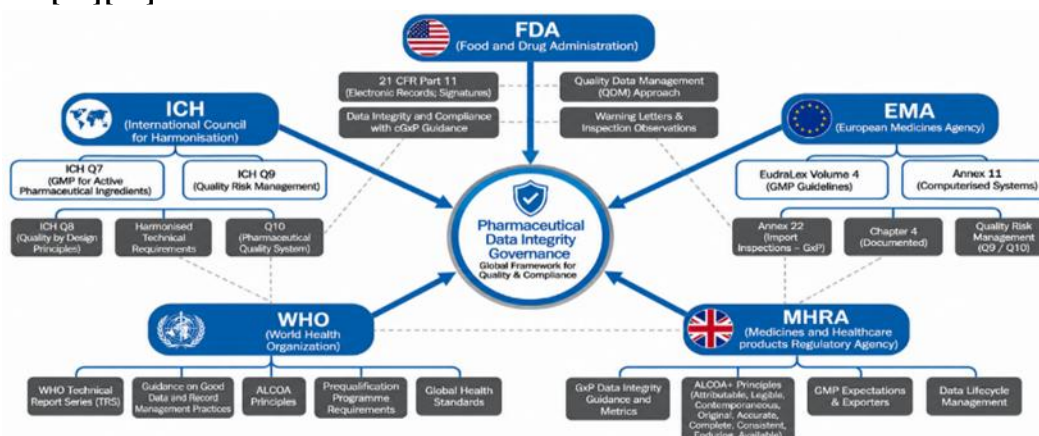 FDA
(Food and Drug Administration)
21 CFR Part 11
(Electronic Records; Signatures)
Quality Data Management
(QDM) Approach
Data Integrity and Compliance
with cGxP Guidance
Warning Letters &
Inspection Observations
ICH
(International Council
for Harmonisation)
EMA
(European Medicines Agency)
ICH Q7
(GMP for Active
Pharmaceutical Ingredients)
ICH Q9
(Quality Risk Management)
EudraLex Volume 4
(GMP Guidelines)
Annex 11
(Computerised Systems)
ICH Q8
(Quality by Design
Principles)
Harmonised
Technical
Requirements
Q10
(Pharmaceutical
Quality System)
Pharmaceutical
Data Integrity
Governance
Global Framework for
Quality & Compliance
Annex 22
(Import
Inspections – GxP)
Chapter 4
(Documented)
Quality Risk
Management
(Q9 / Q10)
WHO
(World Health
Organization)
MHRA
(Medicines and Healthcare
products Regulatory Agency)
WHO Technical
Report Series (TRS)
Guidance on Good
Data and Record
Management Practices
ALCOA
Principles
Prequalification
Programme
Requirements
Global Health
Standards
GxP Data Integrity
Guidance and
Metrics
ALCOA+ Principles
(Attributable, Legible,
Contemporaneous,
Original, Accurate,
Complete, Consistent,
Enduring, Available)
GMP Expectations
& Exporters
Data Lifecycle
Management